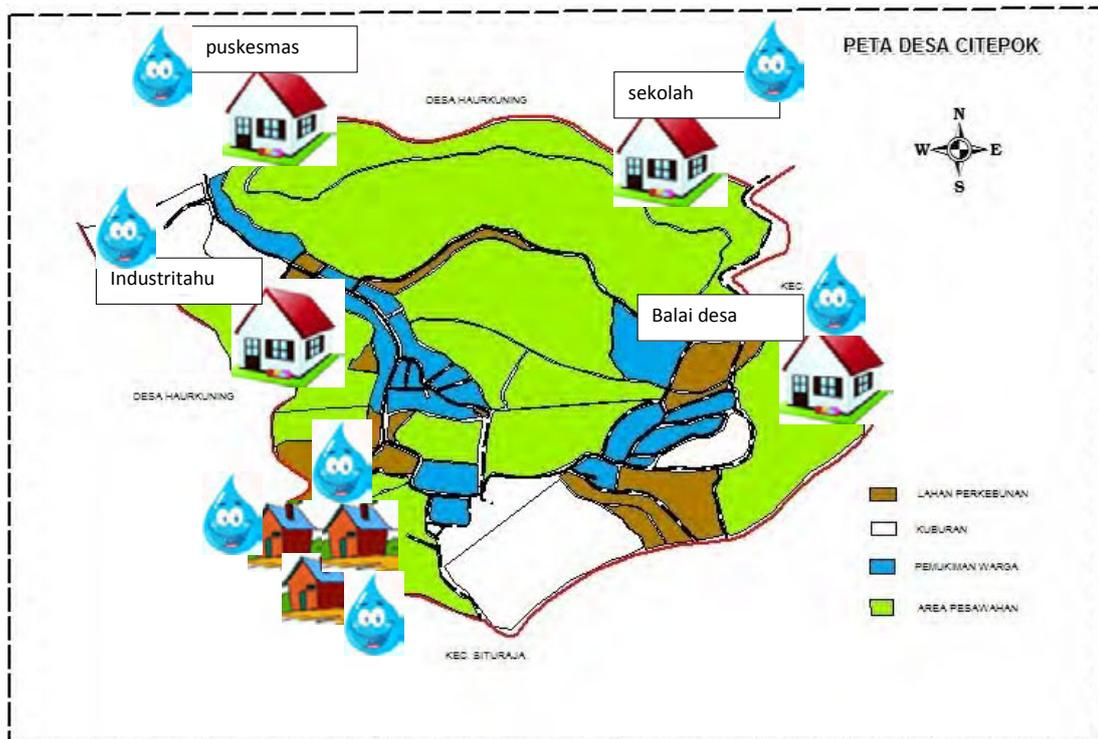 puskesmas
PETA DESA CITEPOK
sekolah
DESA HAURKUNING
N
W E
S
Industritahu
KEC
Balai desa
DESA HAURKUNING
LAHAN PERKEBUNAN
KUBURAN
PEMUKIMAN WARGA
AREA PESAWAHAN
KEC. SITURAJA